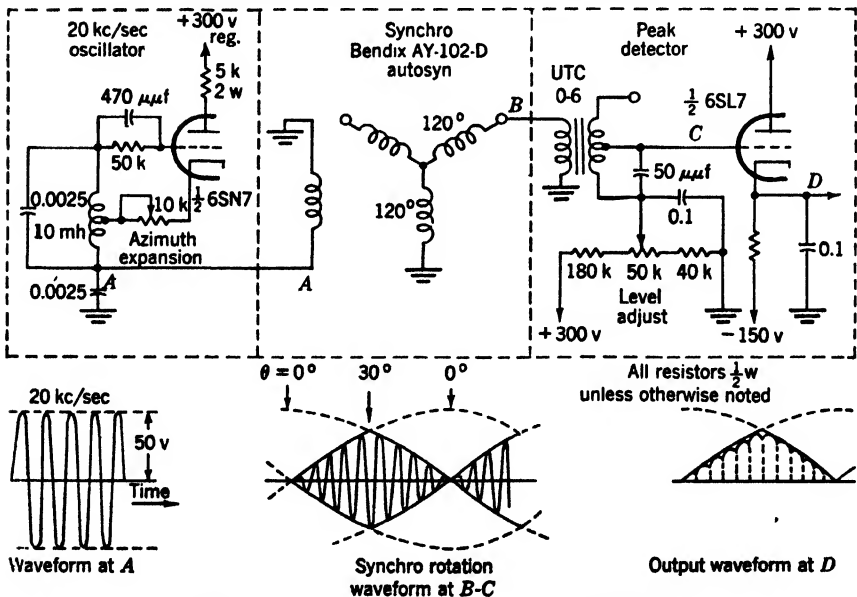 20 kc/sec
oscillator
+300 v
reg.
5 k
2 w
470 μμf
50 k
0.0025
10 mh
10 k
½ 6SN7
Azimuth
expansion
A
0.0025
Synchro
Bendix AY-102-D
autosyn
120°
120°
A
B
Peak
detector
UTC
0-6
½ 6SL7
+ 300 v
C
50 μμf
0.1
D
0.1
180 k
50 k
40 k
Level
adjust
+300 v
-150 v
All resistors ½ w
unless otherwise noted
20 kc/sec
50 v
Time
Waveform at A
θ = 0°
30°
0°
Synchro rotation
waveform at B-C
Output waveform at D